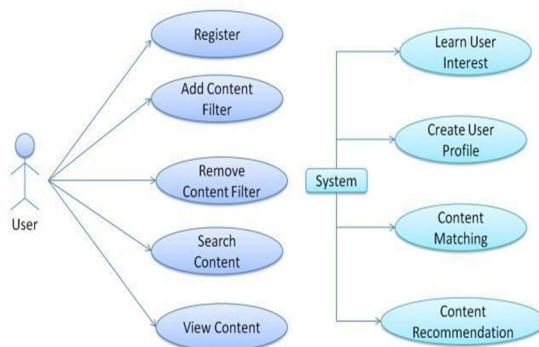 Register
Add Content
Filter
Remove
Content Filter
Search
Content
View Content
User
System
Learn User
Interest
Create User
Profile
Content
Matching
Content
Recommendation